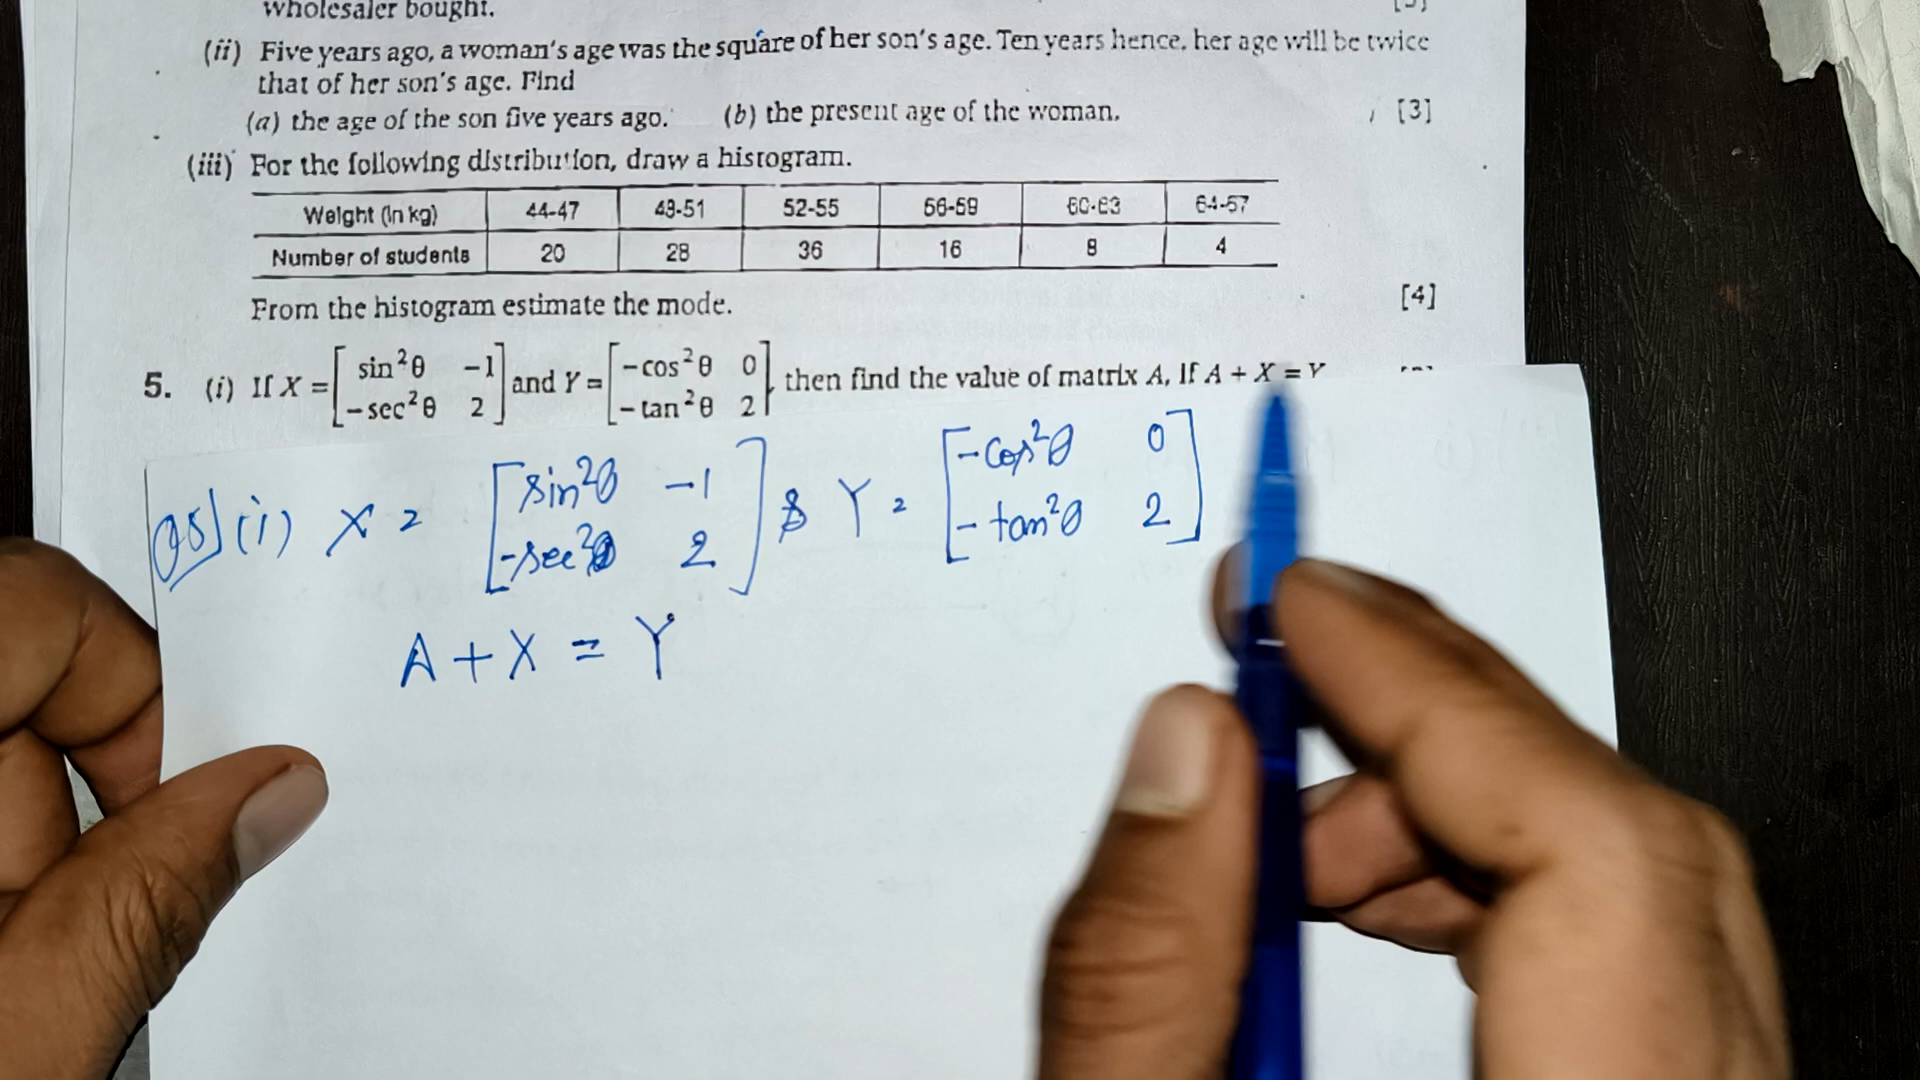 wholesaler bought.
(ii) Five years ago, a woman's age was the square of her son's age. Ten years hence, her age will be twice
that of her son's age. Find
(a) the age of the son five years ago. (b) the present age of the woman. [3]
(iii) For the following distribution, draw a histogram.
Weight (In kg) 44-47 48-51 52-55 56-59 60-63 64-67
Number of students 20 28 36 16 8 4
From the histogram estimate the mode. [4]
5. (i) If X = [sin²θ -1 -sec²θ 2] and Y = [-cos²θ 0 -tan²θ 2], then find the value of matrix A, if A + X = Y
Q5] (i) X = [sin²θ -1 -sec²θ 2] & Y = [-cos²θ 0 -tan²θ 2]
A + X = Y